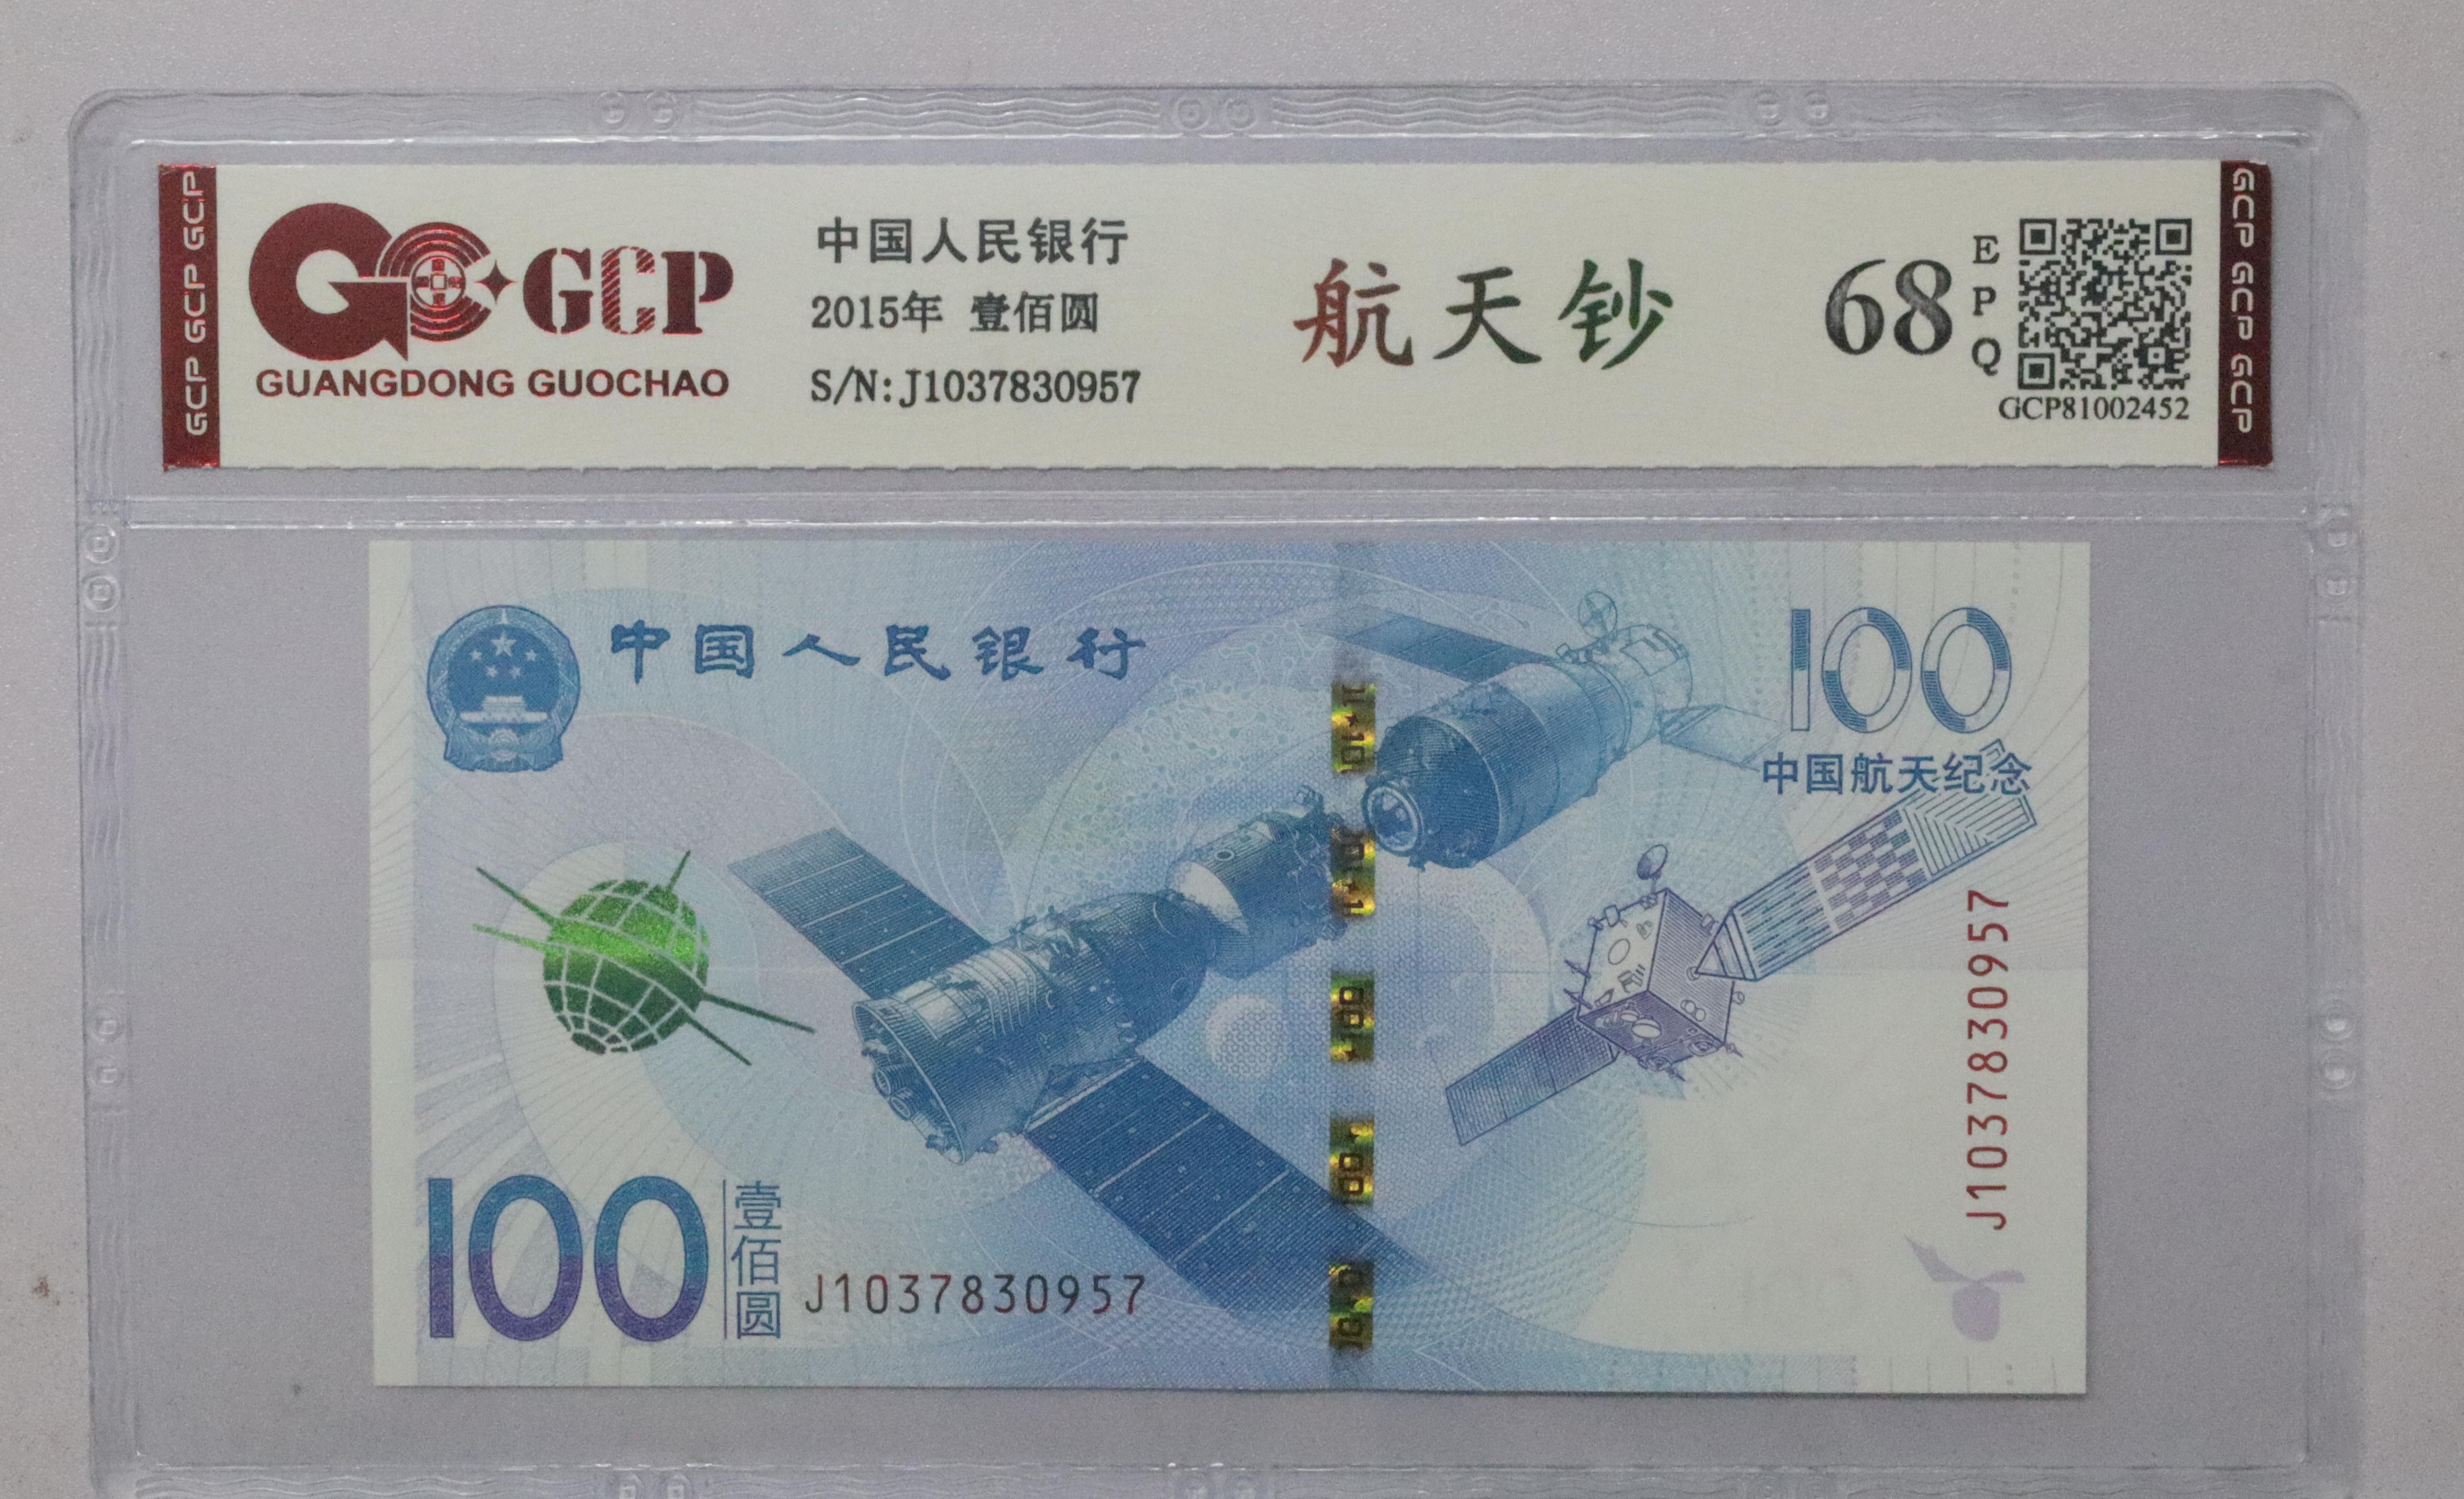 GCP GCP GCP
GCP
GUANGDONG GUOCHAO
中国人民银行
2015年 壹佰圆
S/N:J1037830957
航天钞
68
EPQ
GCP81002452
GCP GCP GCP
中国人民银行
100
中国航天纪念
J1037830957
100
壹佰圆
J1037830957